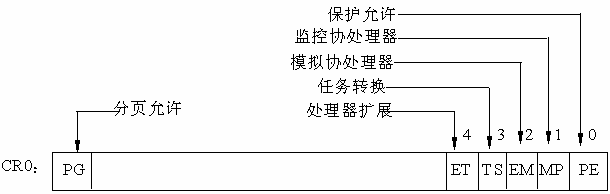 保护允许
监控协处理器
模拟协处理器
任务转换
分页允许 处理器扩展
4 3 2 1 0
CR0: PG ET TS EM MP PE